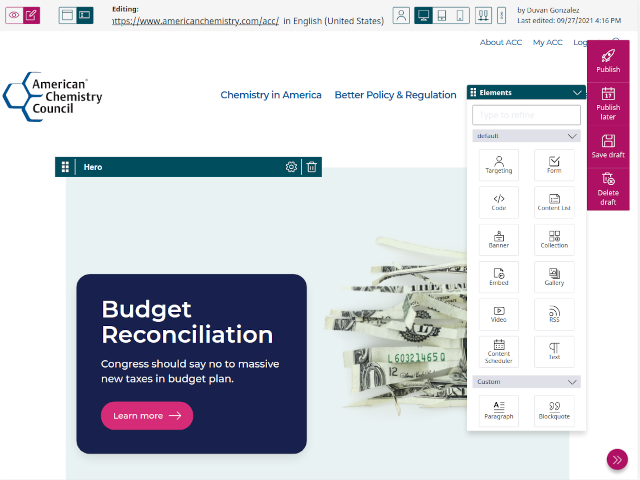 Editing:
https://www.americanchemistry.com/acc/ in English (United States)
by Duvan Gonzalez
Last edited: 09/27/2021 4:16 PM
About ACC
My ACC
Publish
Publish later
Save draft
Delete draft
American
Chemistry
Council
Chemistry in America
Better Policy & Regulation
Elements
Type to refine
default
Targeting
Form
Code
Content List
Banner
Collection
Embed
Gallery
Video
RSS
Content Scheduler
Text
Custom
Paragraph
Blockquote
Hero
Budget
Reconciliation
Congress should say no to massive
new taxes in budget plan.
Learn more
L60321465Q
12